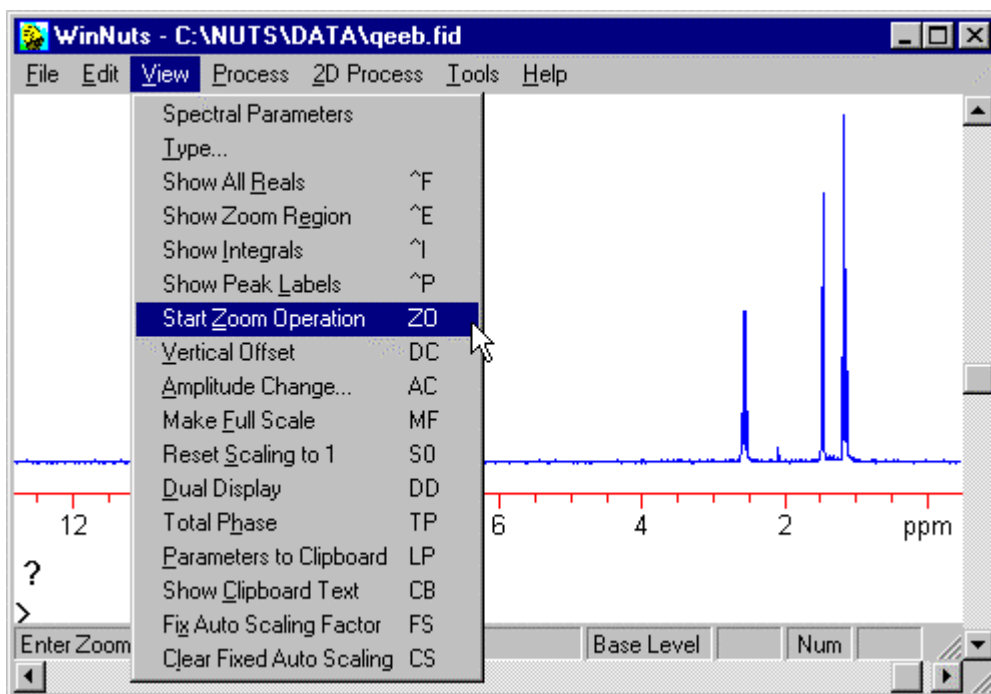 WinNuts - C:\NUTS\DATA\qeeb.fid
File Edit View Process 2D Process Tools Help
Spectral Parameters
Type...
Show All Reals ^F
Show Zoom Region ^E
Show Integrals ^I
Show Peak Labels ^P
Start Zoom Operation ZO
Vertical Offset DC
Amplitude Change... AC
Make Full Scale MF
Reset Scaling to 1 S0
Dual Display DD
Total Phase TP
Parameters to Clipboard LP
Show Clipboard Text CB
Fix Auto Scaling Factor FS
Clear Fixed Auto Scaling CS
12 6 4 2 ppm
?
>
Enter Zoom Base Level Num